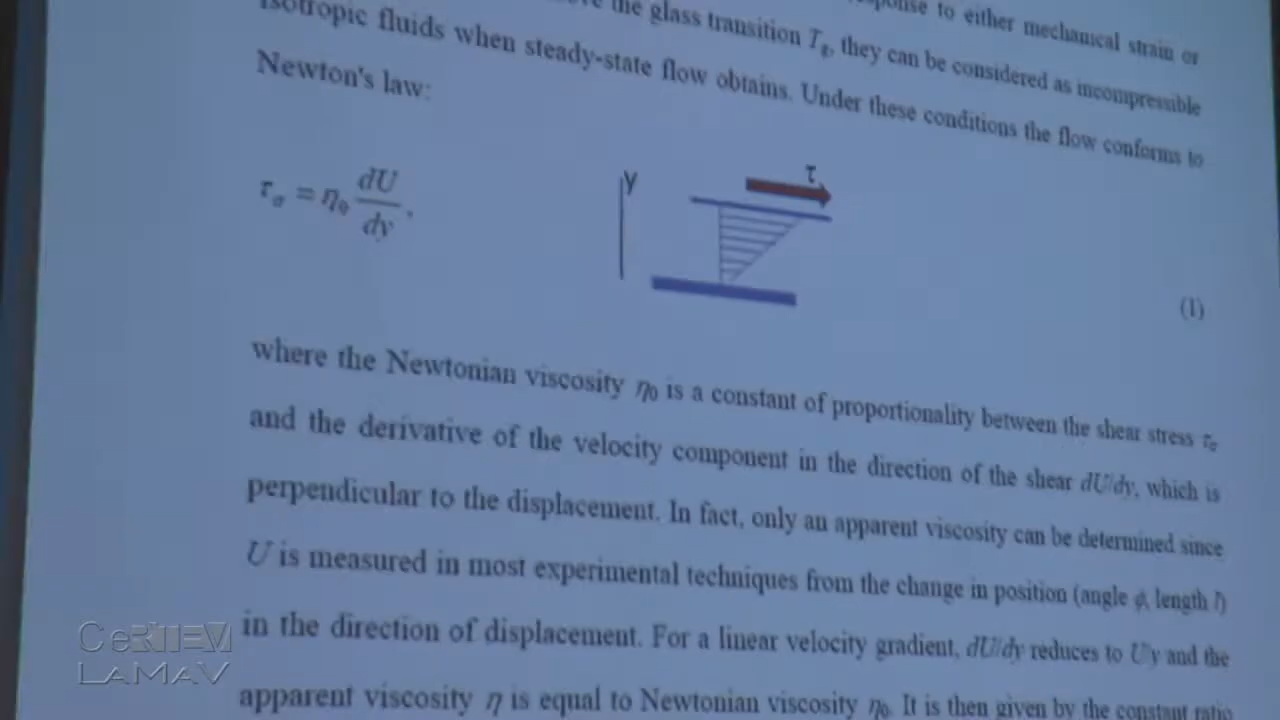 response to either mechanical strain or
the glass transition Tg, they can be considered as incompressible
isotropic fluids when steady-state flow obtains. Under these conditions the flow conforms to
Newton's law:
τσ = η0 dU/dy.
y
τ
(1)
where the Newtonian viscosity η0 is a constant of proportionality between the shear stress τσ
and the derivative of the velocity component in the direction of the shear dU/dy, which is
perpendicular to the displacement. In fact, only an apparent viscosity can be determined since
U is measured in most experimental techniques from the change in position (angle φ, length l)
in the direction of displacement. For a linear velocity gradient, dU/dy reduces to U/y and the
apparent viscosity η is equal to Newtonian viscosity η0. It is then given by the constant ratio
CeRTEV
LAMAV